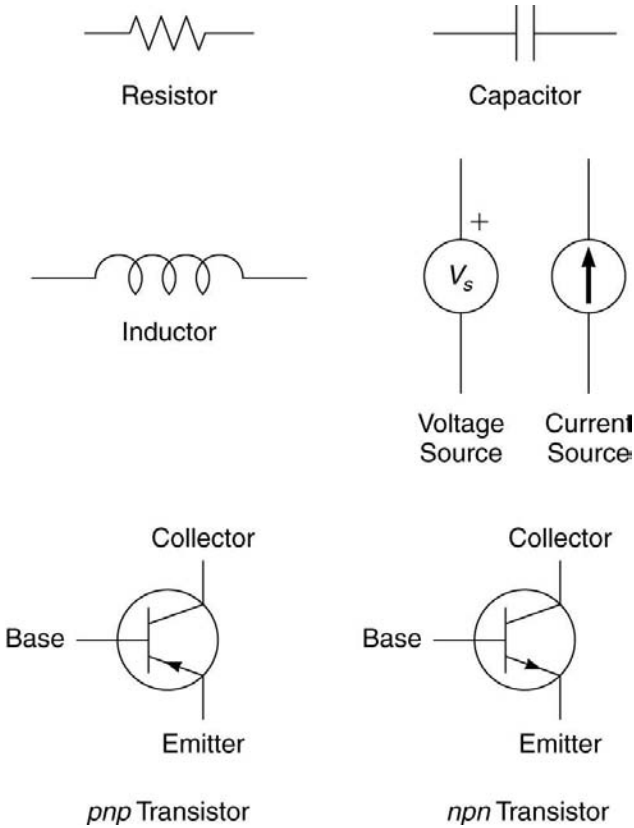 Resistor
Capacitor
Inductor
+
Vs
Voltage
Source
Current
Source
Collector
Base
Emitter
pnp Transistor
Collector
Base
Emitter
npn Transistor